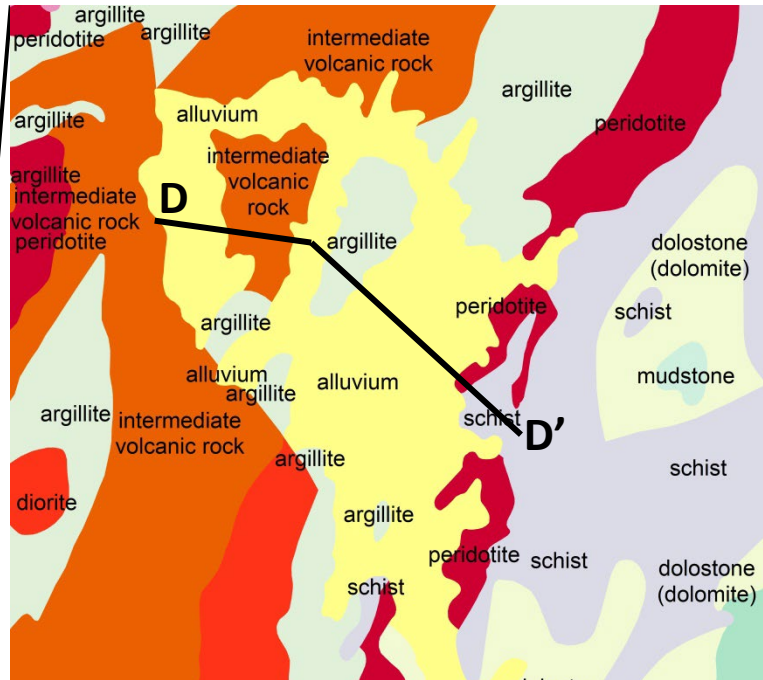 argillite
peridotite
argillite
intermediate
volcanic rock
argillite
alluvium
peridotite
argillite
intermediate
volcanic
rock
argillite
intermediate
volcanic rock
peridotite
D
argillite
dolostone
(dolomite)
peridotite
schist
argillite
mudstone
alluvium
argillite
alluvium
argillite
intermediate
volcanic rock
schist
D’
argillite
schist
diorite
argillite
peridotite
schist
dolostone
(dolomite)
schist